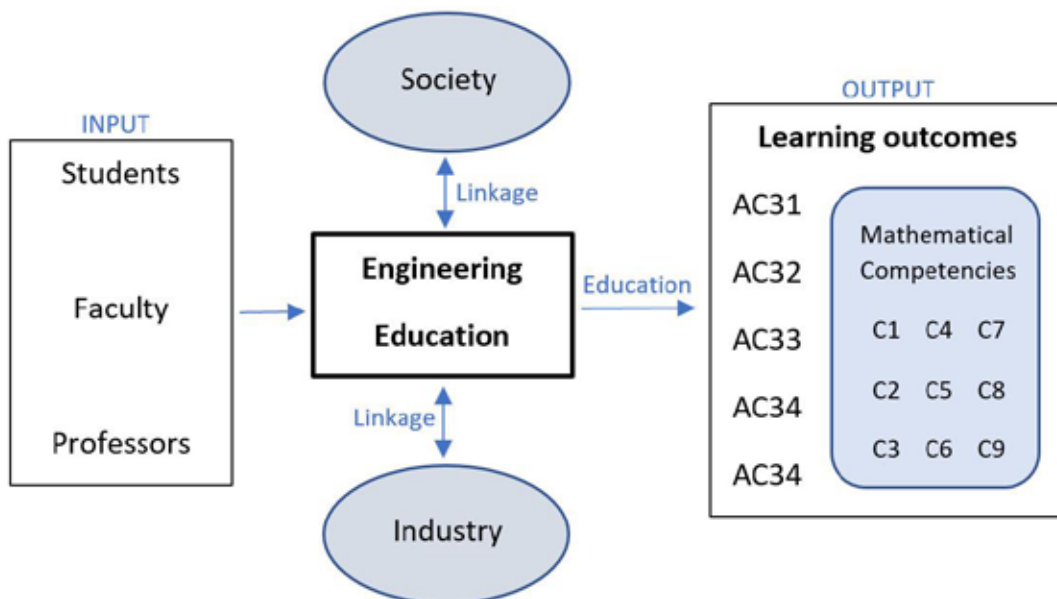 INPUT
Students
Faculty
Professors
Society
Linkage
Engineering
Education
Linkage
Industry
Education
OUTPUT
Learning outcomes
AC31
AC32
AC33
AC34
AC34
Mathematical
Competencies
C1 C4 C7
C2 C5 C8
C3 C6 C9